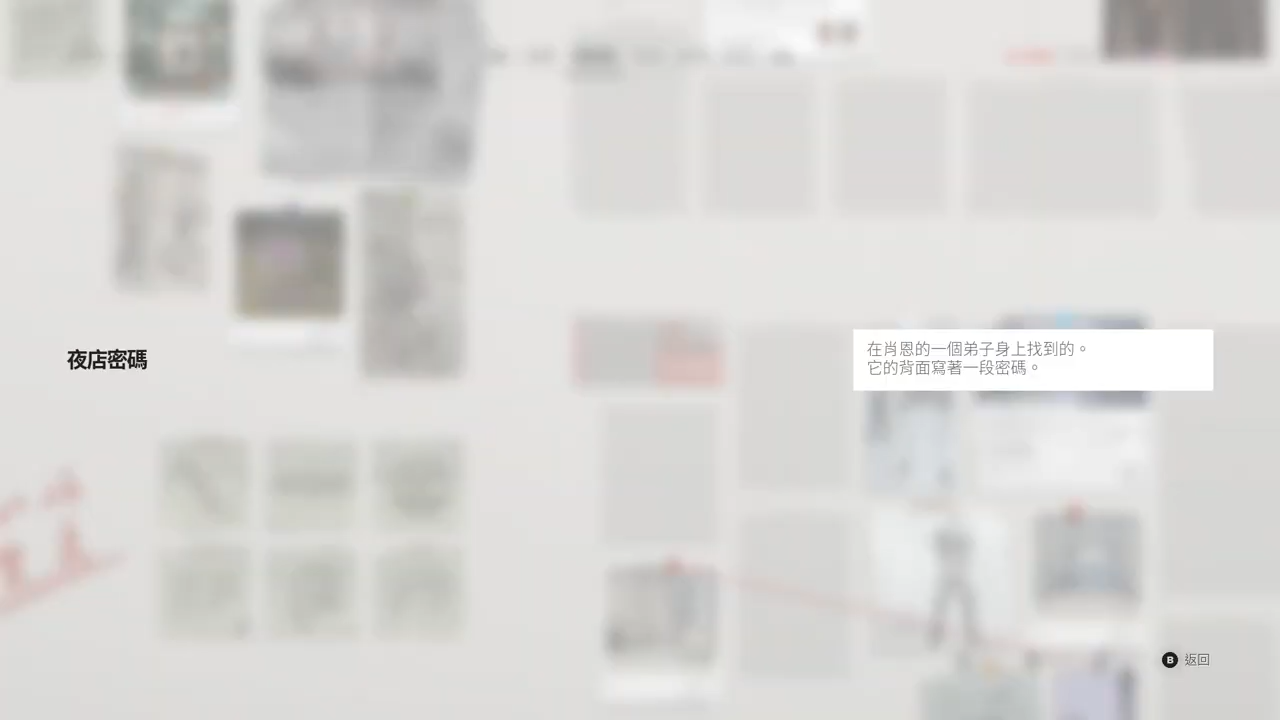 夜店密碼
在肖恩的一個弟子身上找到的。
它的背面寫著一段密碼。
B 返回